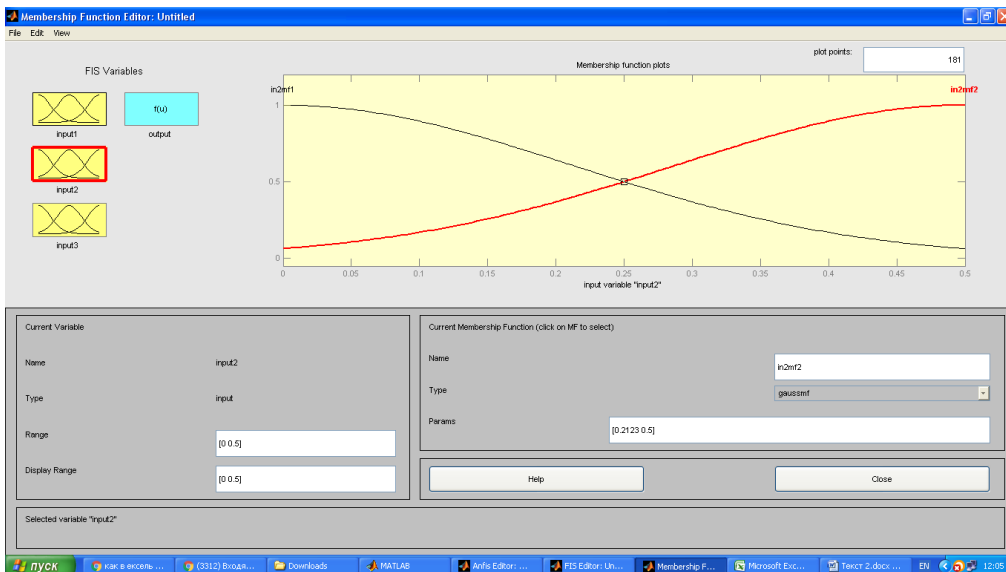 Membership Function Editor: Untitled
File Edit View
FIS Variables
f(u)
input1
output
input2
input3
plot points:
181
Membership function plots
in2mf1
in2mf2
1
0.5
0
0 0.05 0.1 0.15 0.2 0.25 0.3 0.35 0.4 0.45 0.5
input variable "input2"
Current Variable
Name input2
Type input
Range [0 0.5]
Display Range [0 0.5]
Current Membership Function (click on MF to select)
Name in2mf2
Type gaussmf
Params [0.2123 0.5]
Help Close
Selected variable "input2"
пуск как в ексель ... (3312) Входя... Downloads MATLAB Anfis Editor: ... FIS Editor: Un... Membership F... Microsoft Exc... Текст 2.docx ... EN 12:05